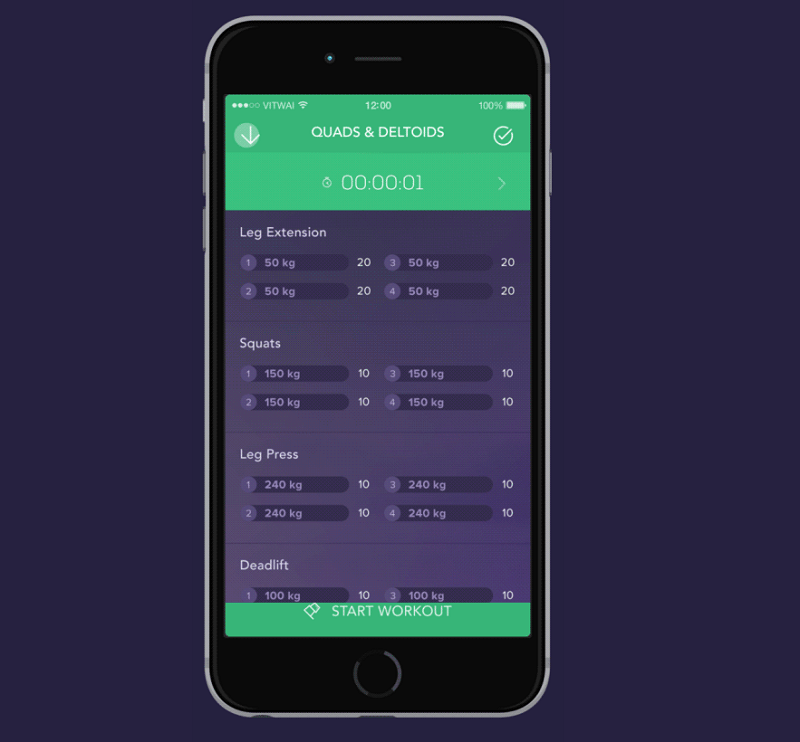 VITWAI 12:00 100%
QUADS & DELTOIDS
00:00:01
Leg Extension
1 50 kg 20 3 50 kg 20
2 50 kg 20 4 50 kg 20
Squats
1 150 kg 10 3 150 kg 10
2 150 kg 10 4 150 kg 10
Leg Press
1 240 kg 10 3 240 kg 10
2 240 kg 10 4 240 kg 10
Deadlift
1 100 kg 10 3 100 kg 10
START WORKOUT